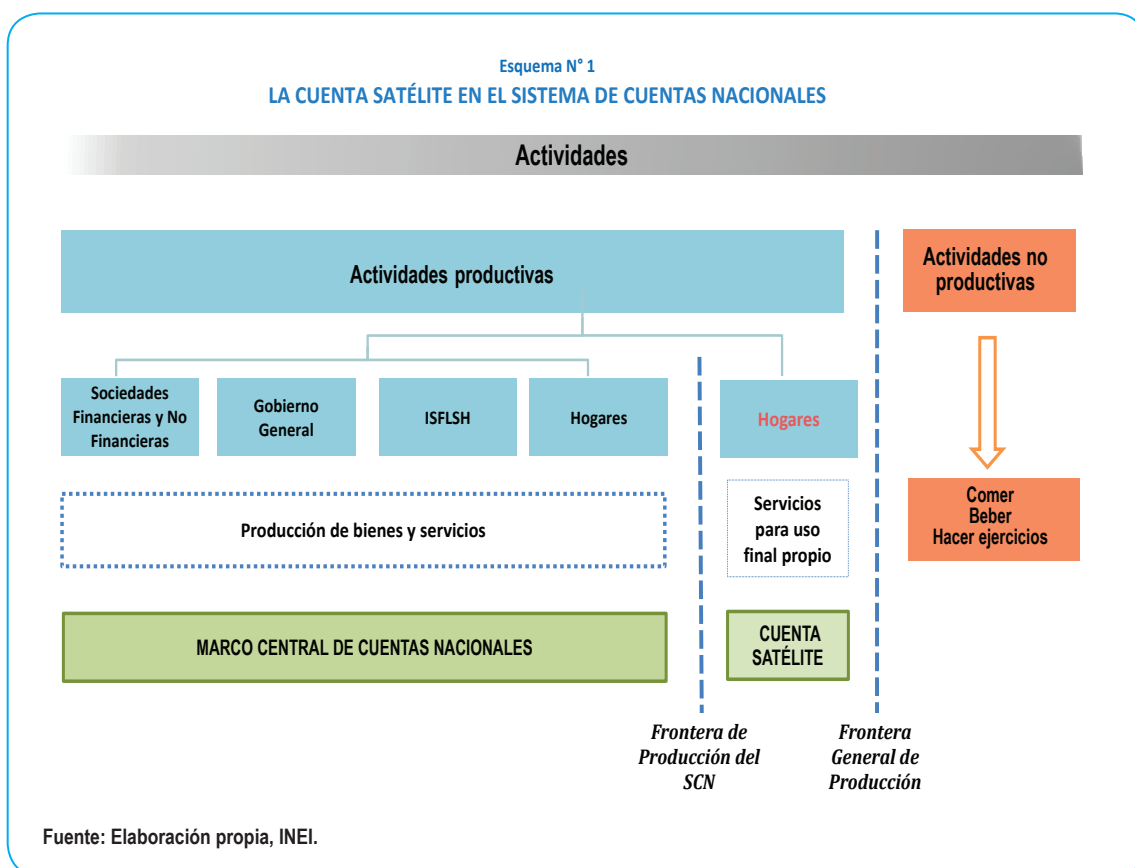 Esquema N° 1
LA CUENTA SATÉLITE EN EL SISTEMA DE CUENTAS NACIONALES
Actividades
Actividades productivas
Actividades no
productivas
Sociedades
Financieras y No
Financieras
Gobierno
General
ISFLSH
Hogares
Hogares
Producción de bienes y servicios
Servicios
para uso
final propio
Comer
Beber
Hacer ejercicios
MARCO CENTRAL DE CUENTAS NACIONALES
CUENTA
SATÉLITE
Frontera de
Producción del
SCN
Frontera
General de
Producción
Fuente: Elaboración propia, INEI.